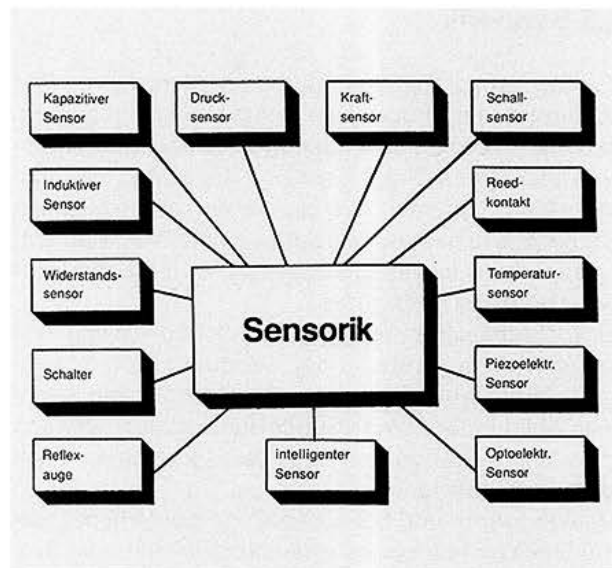 Kapazitiver
Sensor
Druck-
sensor
Kraft-
sensor
Schall-
sensor
Induktiver
Sensor
Reed-
kontakt
Widerstands-
sensor
Temperatur-
sensor
Sensorik
Schalter
Piezoelektr.
Sensor
Reflex-
auge
intelligenter
Sensor
Optoelektr.
Sensor